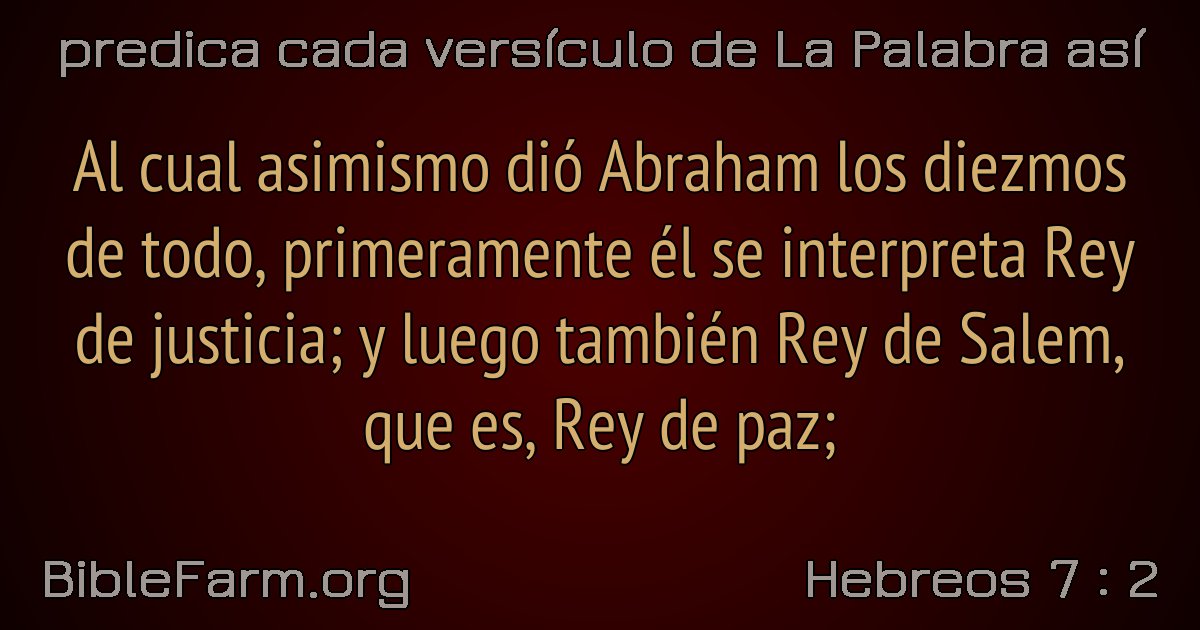 predica cada versículo de La Palabra así
Al cual asimismo dió Abraham los diezmos
de todo, primeramente él se interpreta Rey
de justicia; y luego también Rey de Salem,
que es, Rey de paz;
BibleFarm.org
Hebreos 7 : 2